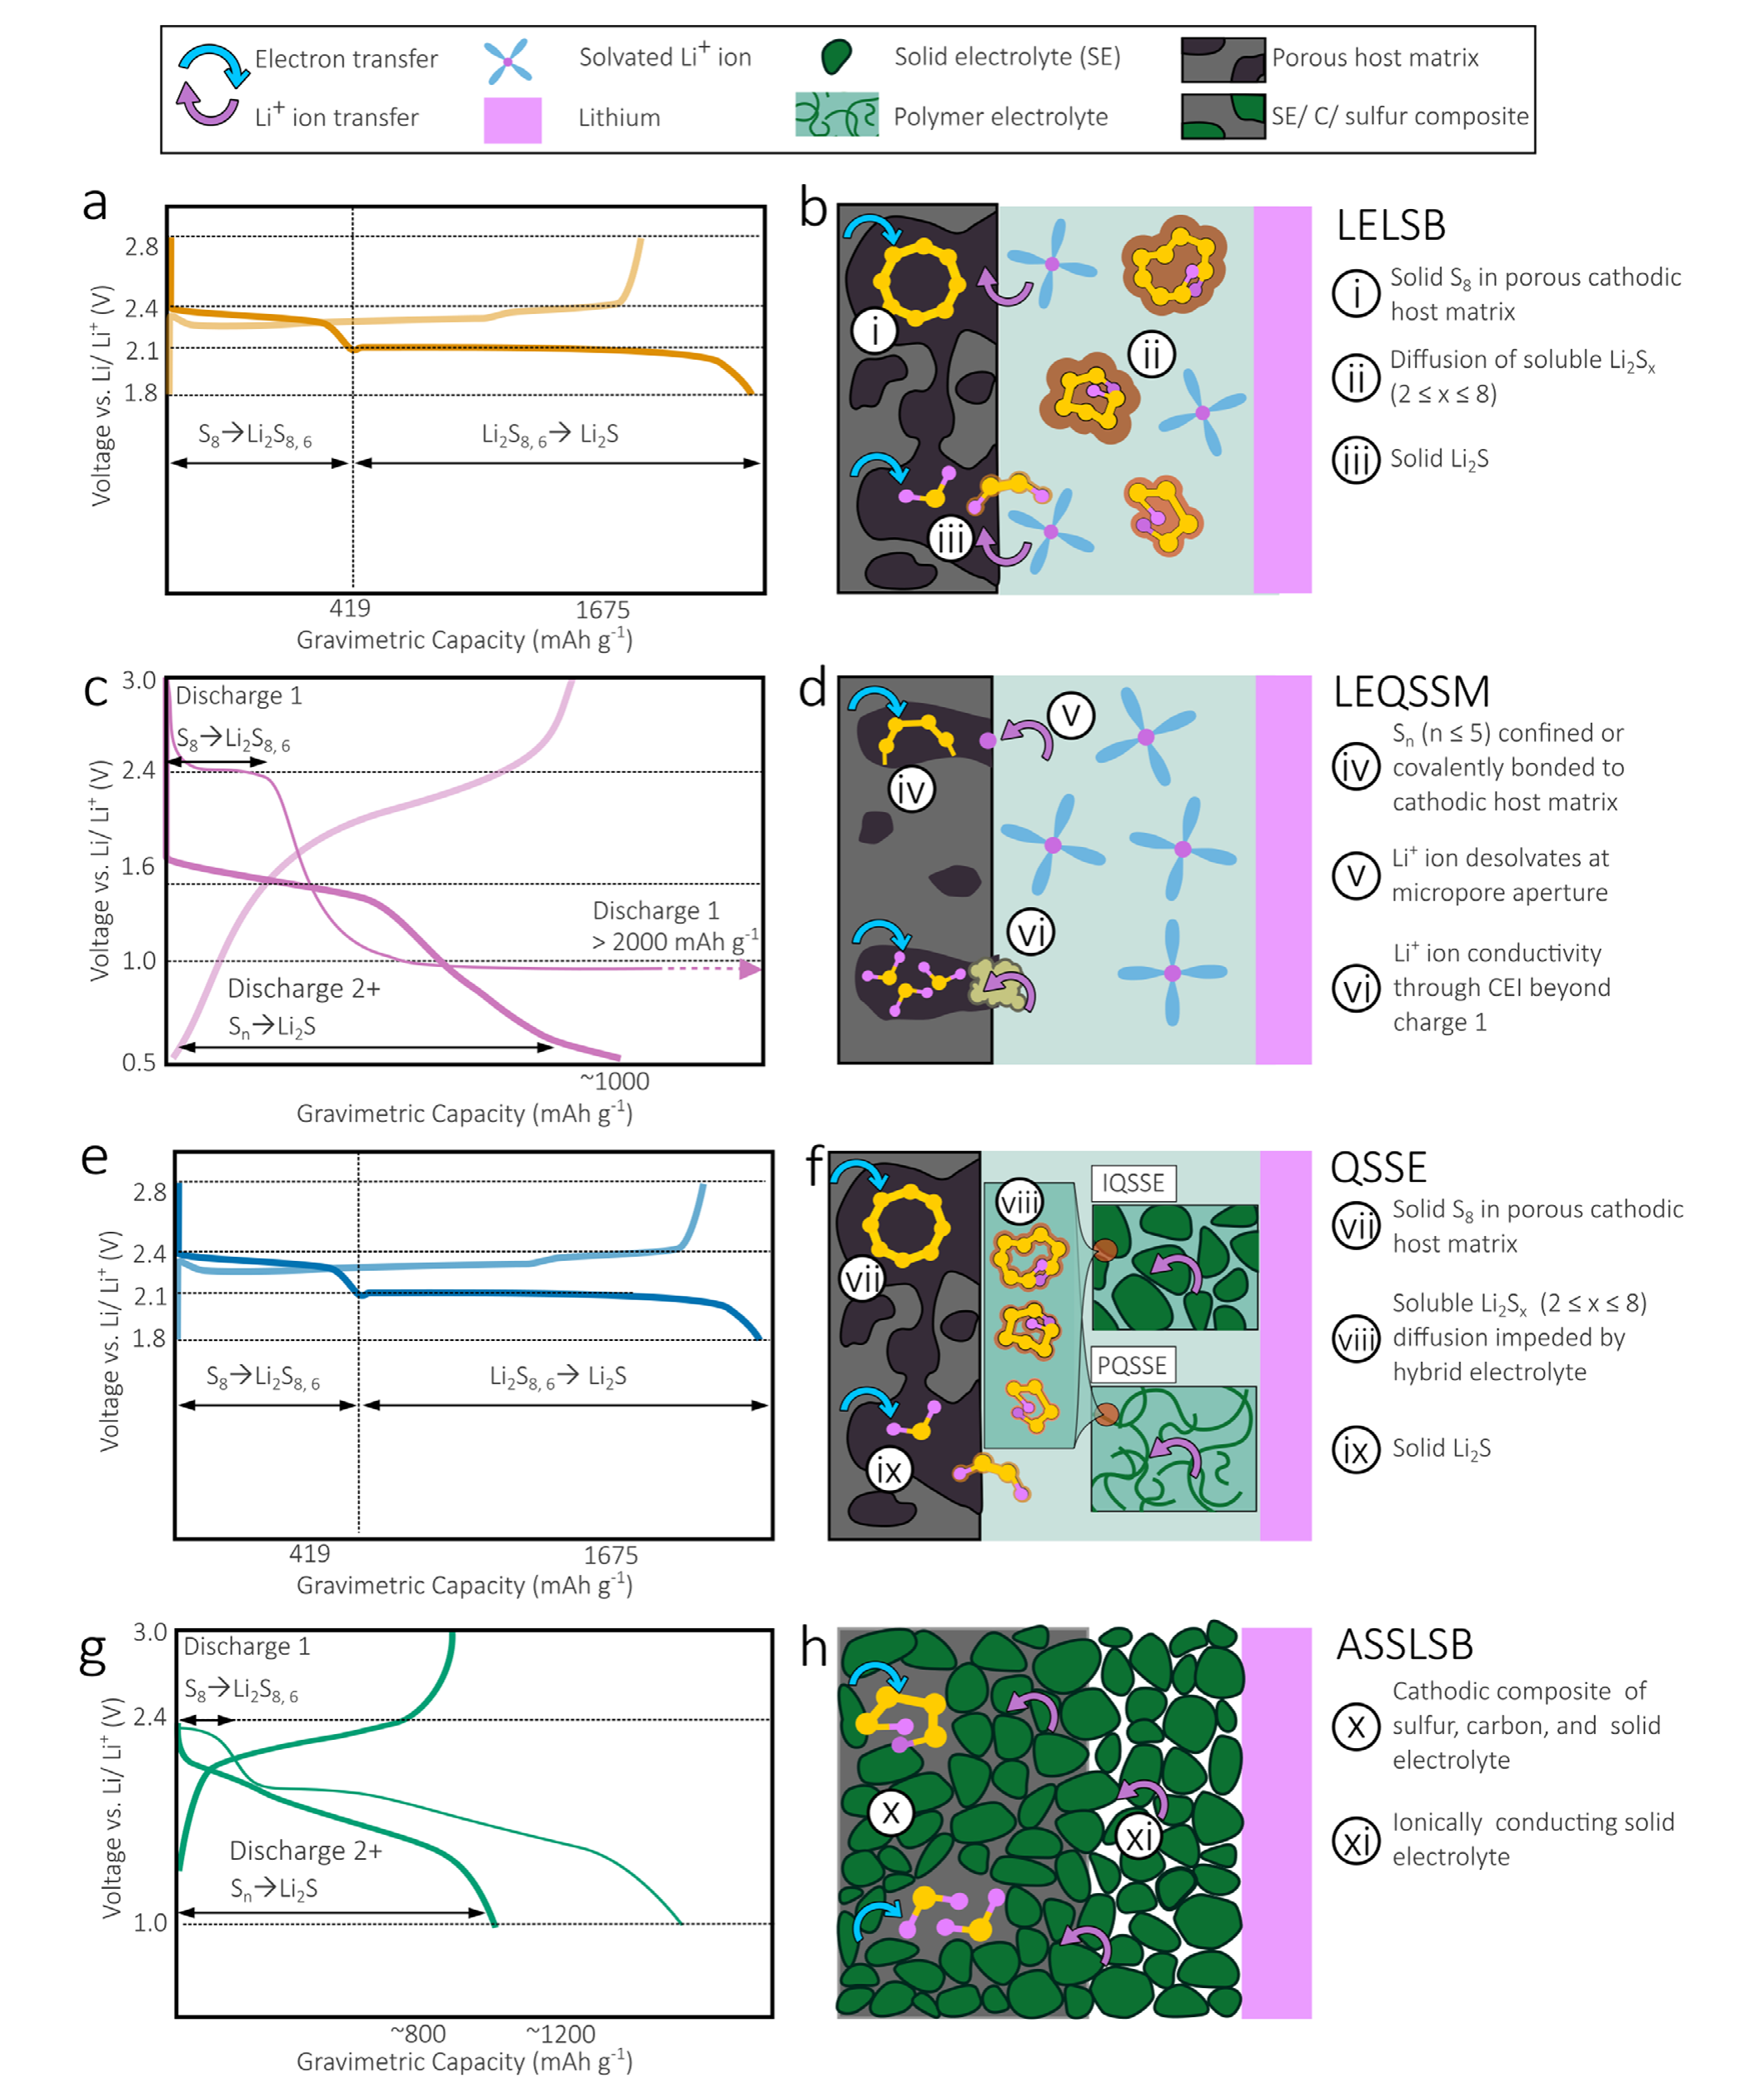 Electron transfer
Li⁺ ion transfer
Solvated Li⁺ ion
Lithium
Solid electrolyte (SE)
Polymer electrolyte
Porous host matrix
SE/ C/ sulfur composite
a
Voltage vs. Li/ Li⁺ (V)
2.8
2.4
2.1
1.8
S₈→Li₂S₈, ₆
Li₂S₈, ₆→ Li₂S
419
1675
Gravimetric Capacity (mAh g⁻¹)
b
i
ii
iii
LELSB
i Solid S₈ in porous cathodic
host matrix
ii Diffusion of soluble Li₂Sₓ
(2 ≤ x ≤ 8)
iii Solid Li₂S
c
Voltage vs. Li/ Li⁺ (V)
3.0
2.4
1.6
1.0
0.5
Discharge 1
S₈→Li₂S₈, ₆
Discharge 1
> 2000 mAh g⁻¹
Discharge 2+
Sₙ→Li₂S
~1000
Gravimetric Capacity (mAh g⁻¹)
d
iv
v
vi
LEQSSM
iv Sₙ (n ≤ 5) confined or
covalently bonded to
cathodic host matrix
v Li⁺ ion desolvates at
micropore aperture
vi Li⁺ ion conductivity
through CEI beyond
charge 1
e
Voltage vs. Li/ Li⁺ (V)
2.8
2.4
2.1
1.8
S₈→Li₂S₈, ₆
Li₂S₈, ₆→ Li₂S
419
1675
Gravimetric Capacity (mAh g⁻¹)
f
vii
viii
ix
IQSSE
PQSSE
QSSE
vii Solid S₈ in porous cathodic
host matrix
viii Soluble Li₂Sₓ (2 ≤ x ≤ 8)
diffusion impeded by
hybrid electrolyte
ix Solid Li₂S
g
Voltage vs. Li/ Li⁺ (V)
3.0
2.4
1.0
Discharge 1
S₈→Li₂S₈, ₆
Discharge 2+
Sₙ→Li₂S
~800
~1200
Gravimetric Capacity (mAh g⁻¹)
h
x
xi
ASSLSB
x Cathodic composite of
sulfur, carbon, and solid
electrolyte
xi Ionically conducting solid
electrolyte